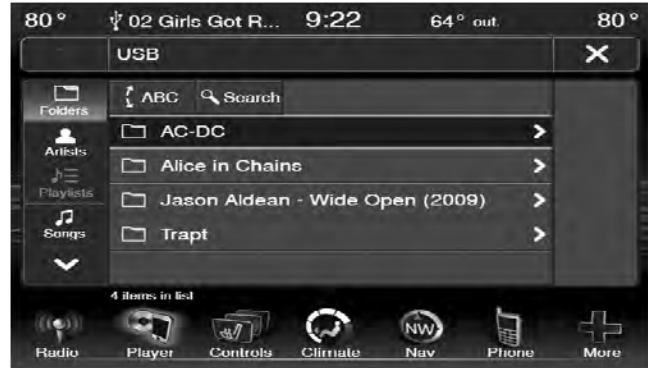 80° 02 Girls Got R... 9:22 64° out 80°
USB
Folders
ABC Search
AC-DC
Artists
Alice in Chains
Playlists
Jason Aldean - Wide Open (2009)
Songs
Trapt
4 items in list
NW
Radio Player Controls Climate Nav Phone More